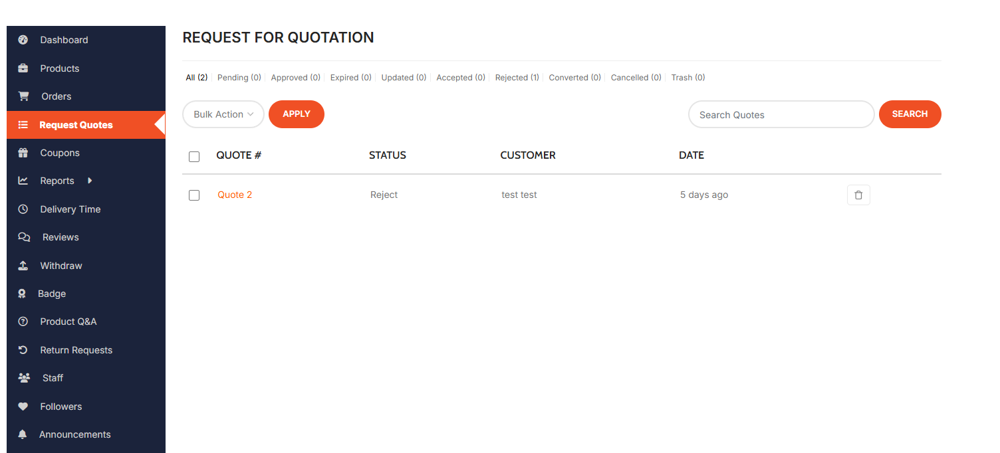 Dashboard
Products
Orders
Request Quotes
Coupons
Reports
Delivery Time
Reviews
Withdraw
Badge
Product Q&A
Return Requests
Staff
Followers
Announcements
REQUEST FOR QUOTATION
All (2) Pending (0) Approved (0) Expired (0) Updated (0) Accepted (0) Rejected (1) Converted (0) Cancelled (0) Trash (0)
Bulk Action APPLY Search Quotes SEARCH
QUOTE # STATUS CUSTOMER DATE
Quote 2 Reject test test 5 days ago